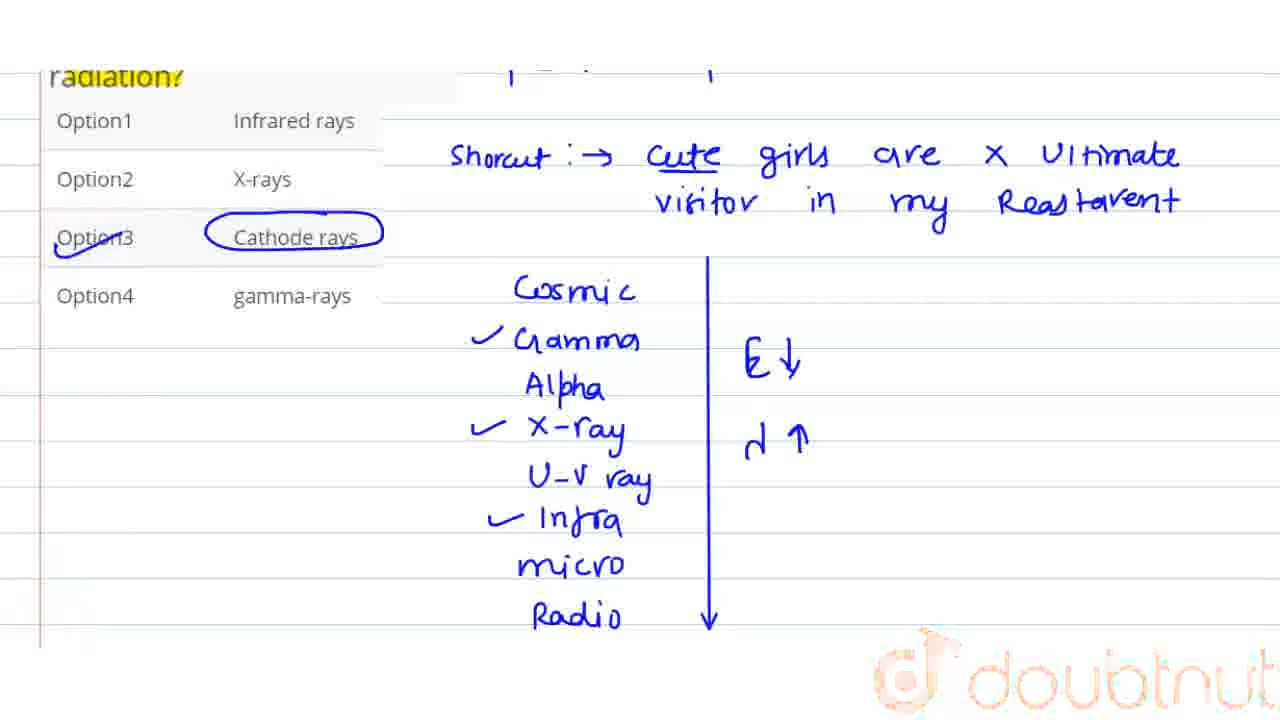 radiation?
Option1 Infrared rays
Option2 X-rays
Option3 Cathode rays
Option4 gamma-rays
Shorcut :→ Cute girls are X Ultimate
visitor in my Reastarent
Cosmic
✓ Gamma
Alpha
✓ X-ray
U-V ray
✓ Infra
micro
Radio
E ↓
λ ↑
doubtnut